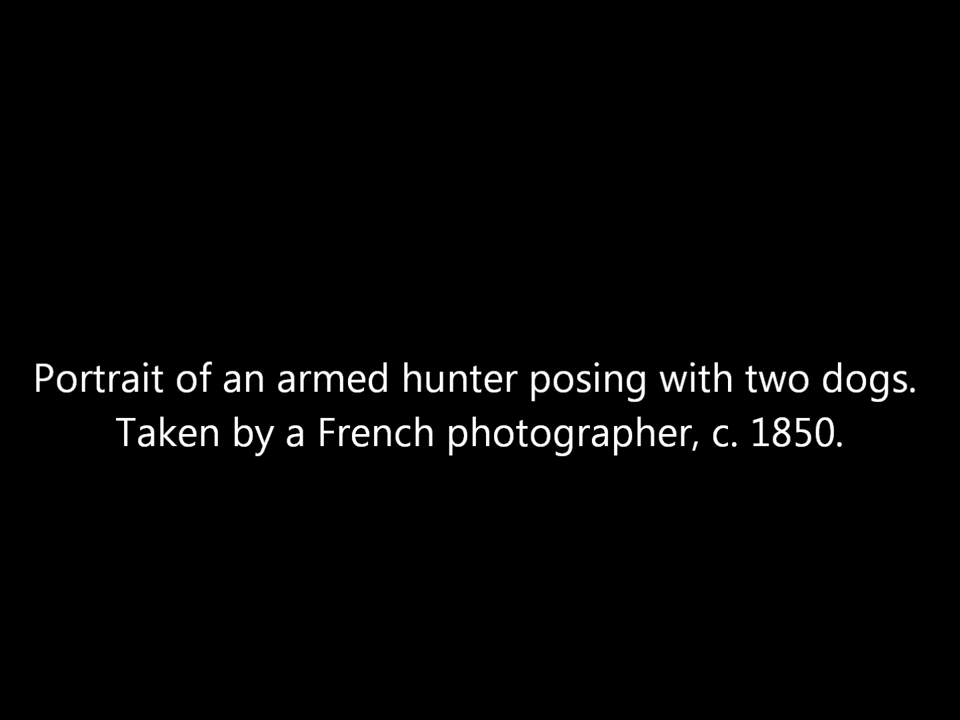 Portrait of an armed hunter posing with two dogs.
Taken by a French photographer, c. 1850.